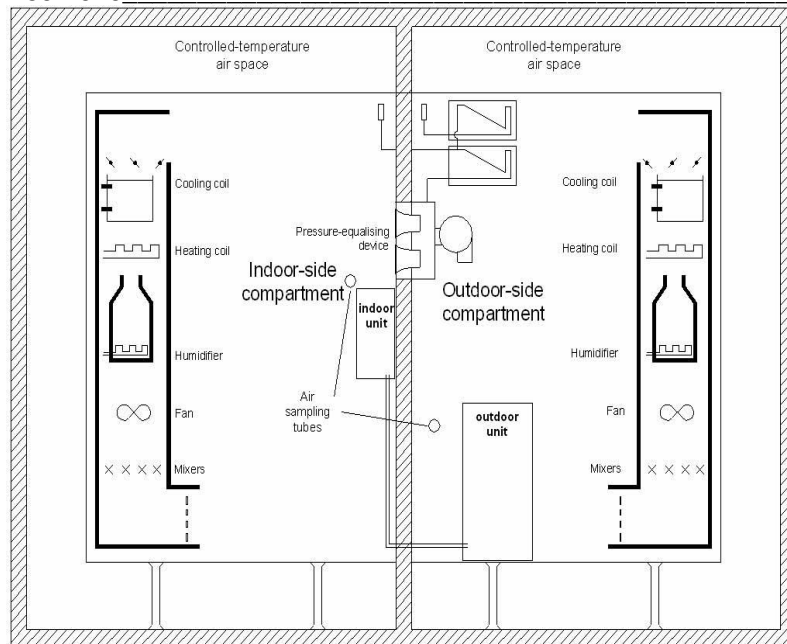 Controlled-temperature
air space
Controlled-temperature
air space
Cooling coil
Cooling coil
Pressure-equalising
device
Heating coil
Heating coil
Indoor-side
compartment
Outdoor-side
compartment
indoor
unit
Humidifier
Humidifier
Air
sampling
tubes
Fan
Fan
outdoor
unit
Mixers
Mixers